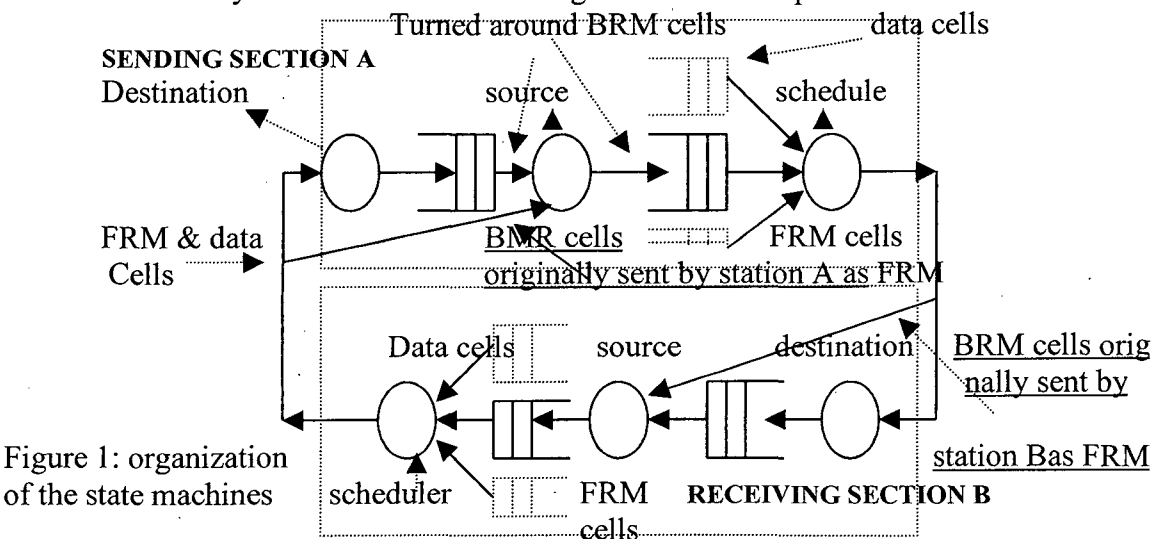 Turned around BRM cells
data cells
SENDING SECTION A
Destination
source
schedule
FRM & data
Cells
BMR cells
originally sent by station A as FRM
FRM cells
Data cells
source
destination
BRM cells orig
nally sent by
station Bas FRM
Figure 1: organization
of the state machines
scheduler
FRM
cells
RECEIVING SECTION B